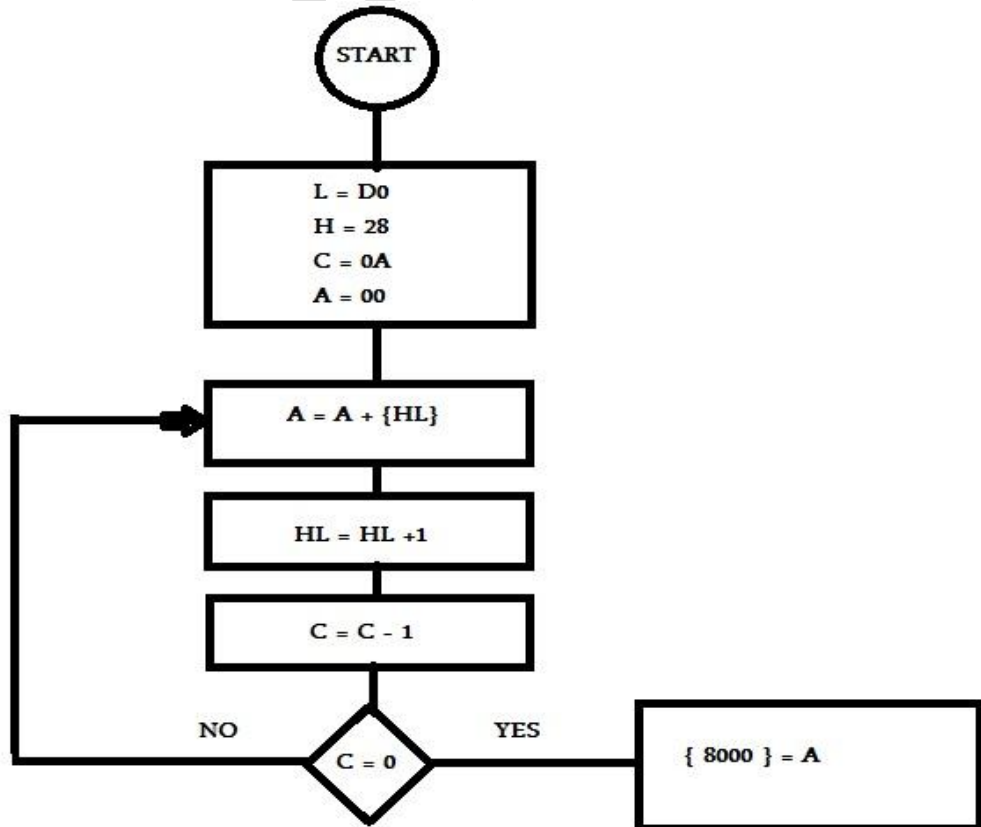 START
L = D0
H = 28
C = 0A
A = 00
A = A + {HL}
HL = HL +1
C = C - 1
NO
YES
C = 0
{ 8000 } = A